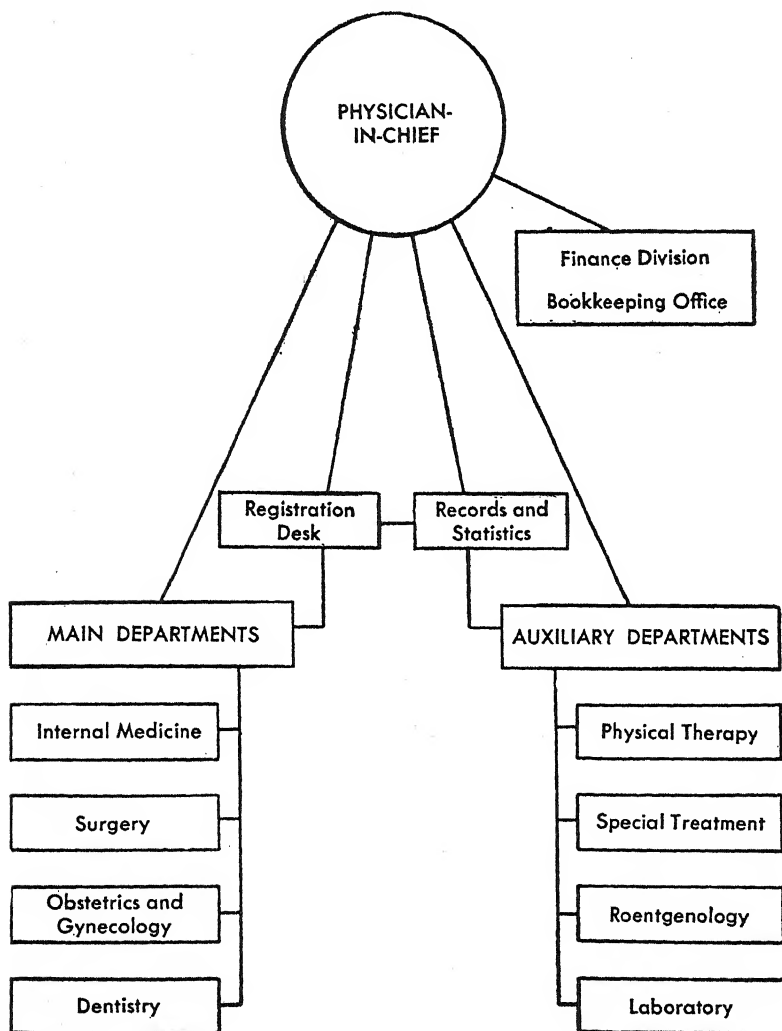 PHYSICIAN-
IN-CHIEF
Finance Division
Bookkeeping Office
Registration
Desk
Records and
Statistics
MAIN DEPARTMENTS
AUXILIARY DEPARTMENTS
Internal Medicine
Physical Therapy
Surgery
Special Treatment
Obstetrics and
Gynecology
Roentgenology
Dentistry
Laboratory